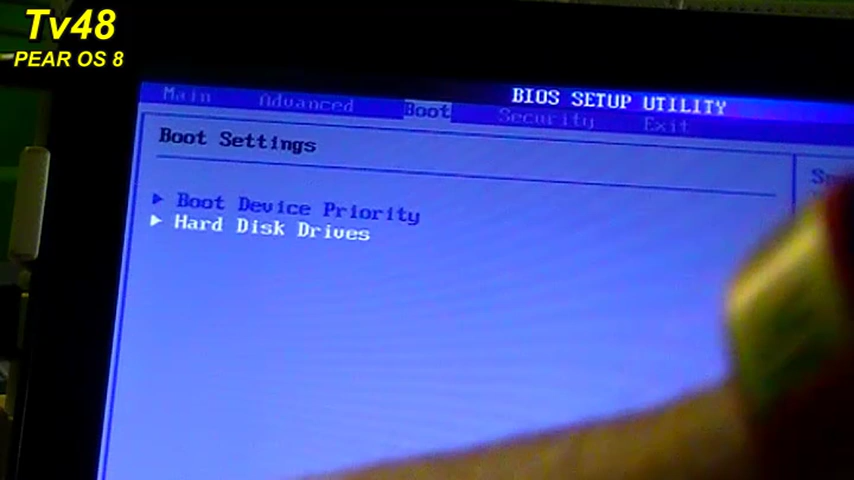 Tv48
PEAR OS 8
BIOS SETUP UTILITY
Main Advanced Boot Security Exit
Boot Settings
Boot Device Priority
Hard Disk Drives